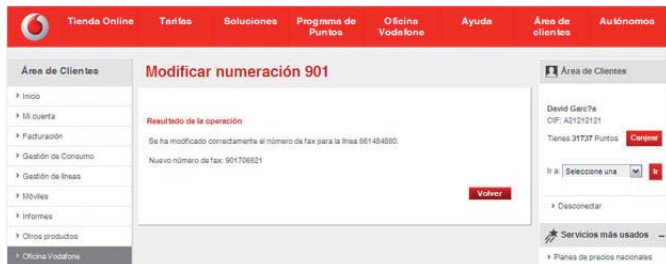 Tienda Online
Tarifas
Soluciones
Programa de Puntos
Oficina Vodafone
Ayuda
Área de clientes
Autónomos
Área de Clientes
> Inicio
> Mi cuenta
> Facturación
> Gestión de Consumo
> Gestión de líneas
> Móviles
> Informes
> Otros productos
> Oficina Vodafone
Modificar numeración 901
Resultado de la operación
Se ha modificado correctamente el número de fax para la línea 661484880.
Nuevo número de fax: 901706821
Volver
Área de Clientes
David Garc?a
CIF: A21212121
Tienes 31737 Puntos. Canjear
Ir a: Seleccione una Ir
> Desconectar
Servicios más usados –
> Planes de precios nacionales